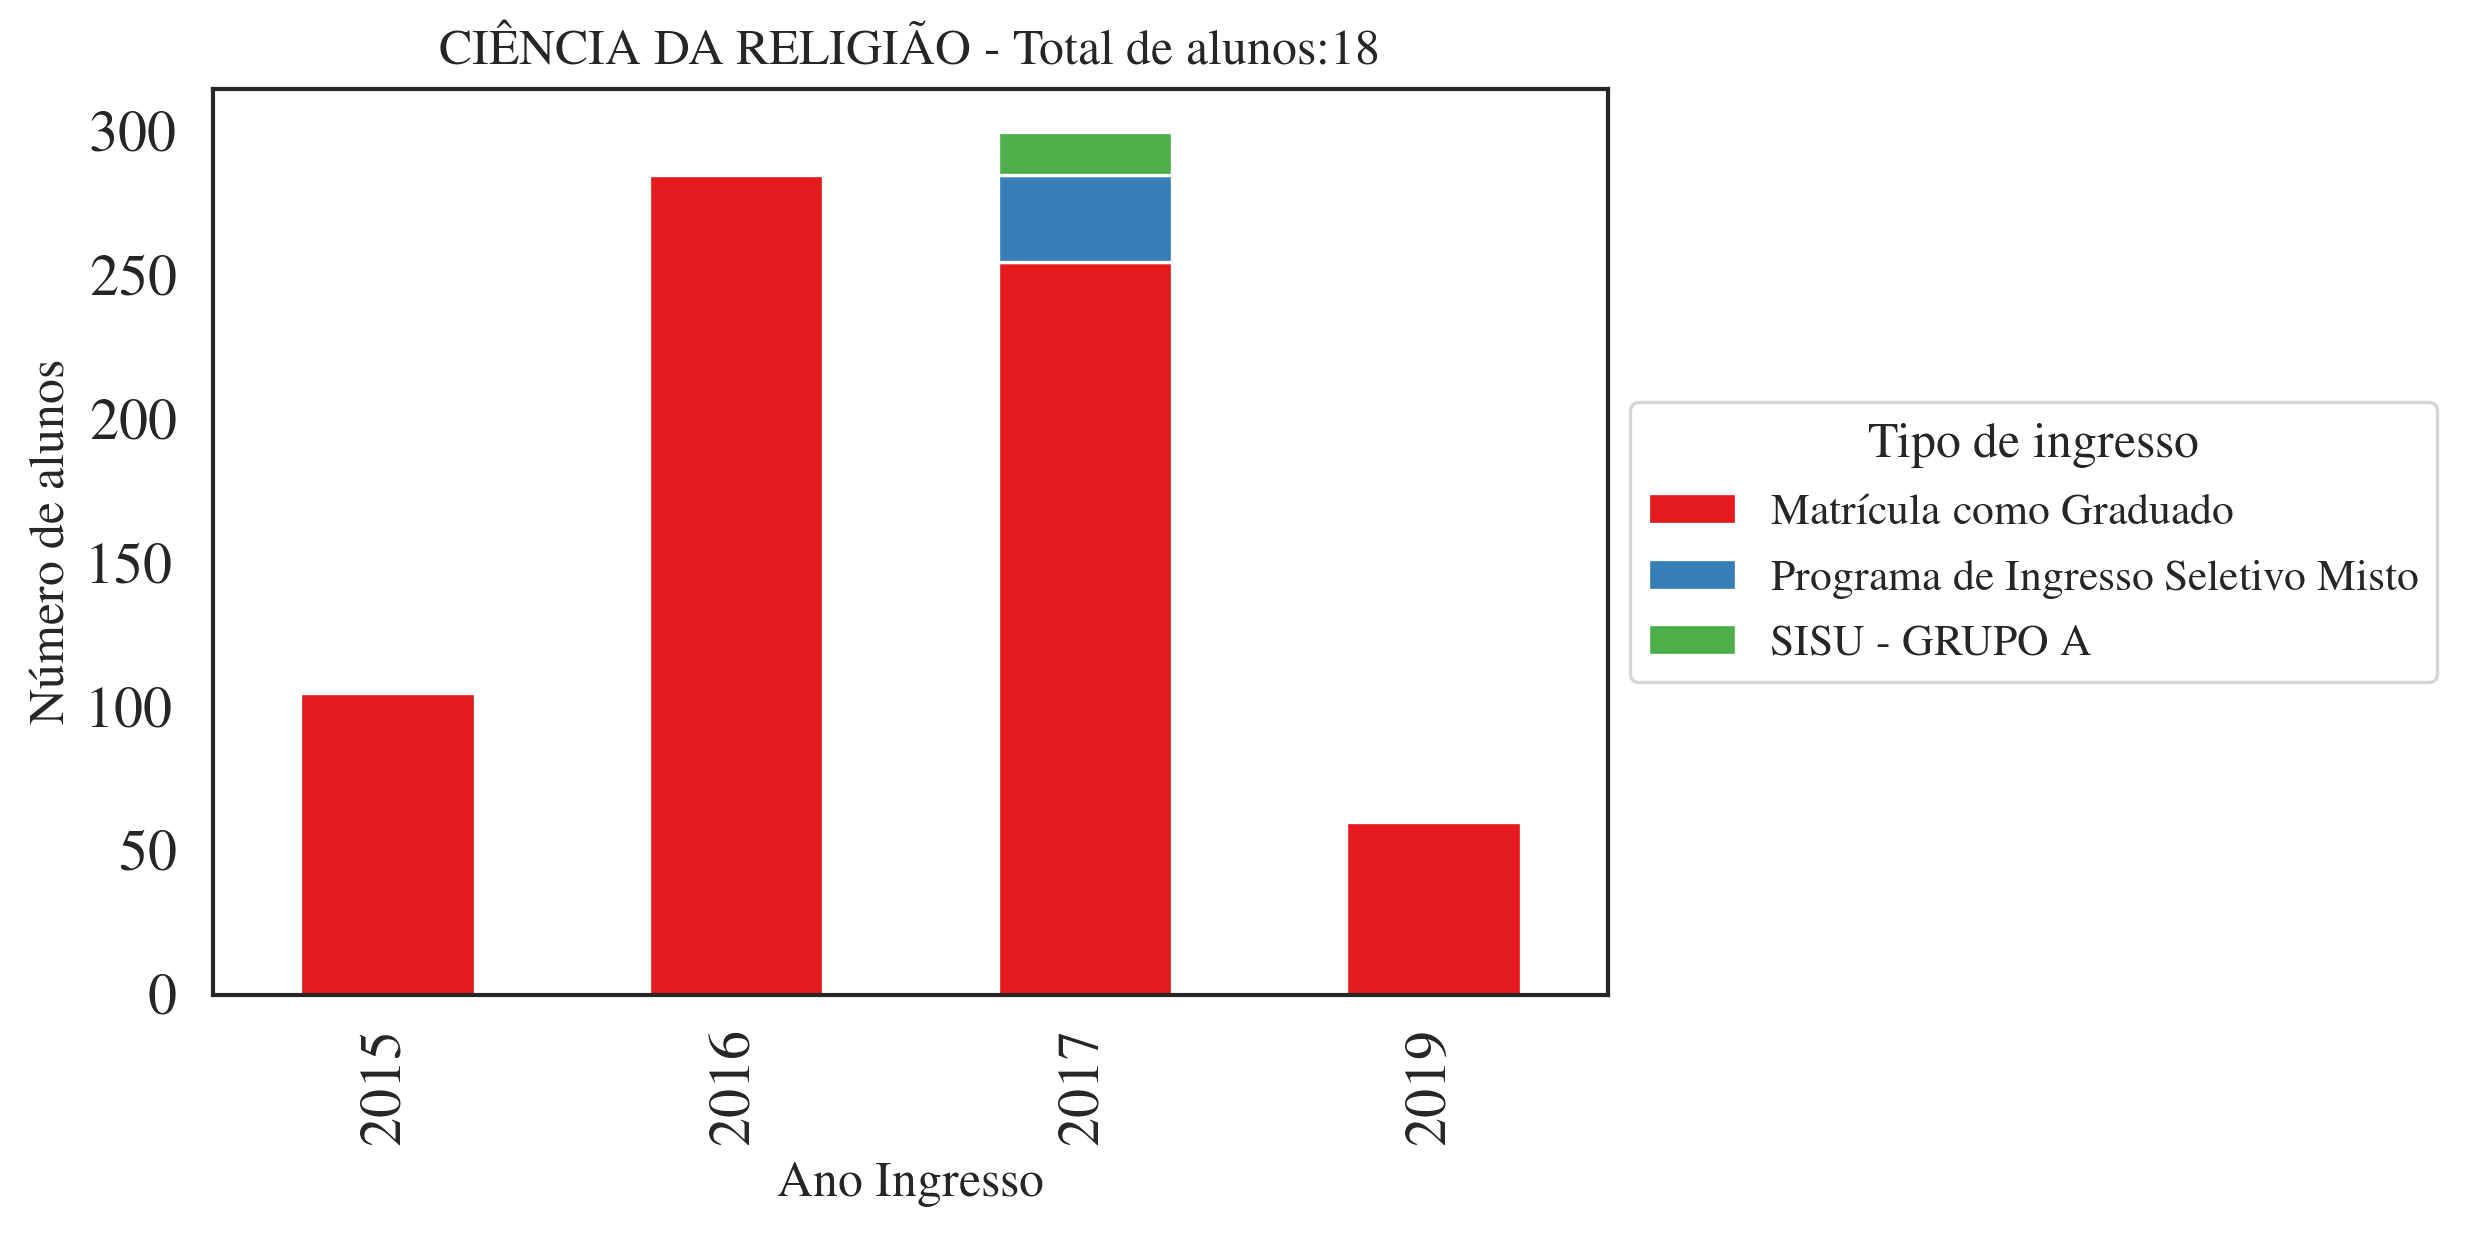 CIÊNCIA DA RELIGIÃO - Total de alunos:18
Número de alunos
300
250
200
150
100
50
0
2015
2016
2017
2019
Ano Ingresso
Tipo de ingresso
Matrícula como Graduado
Programa de Ingresso Seletivo Misto
SISU - GRUPO A